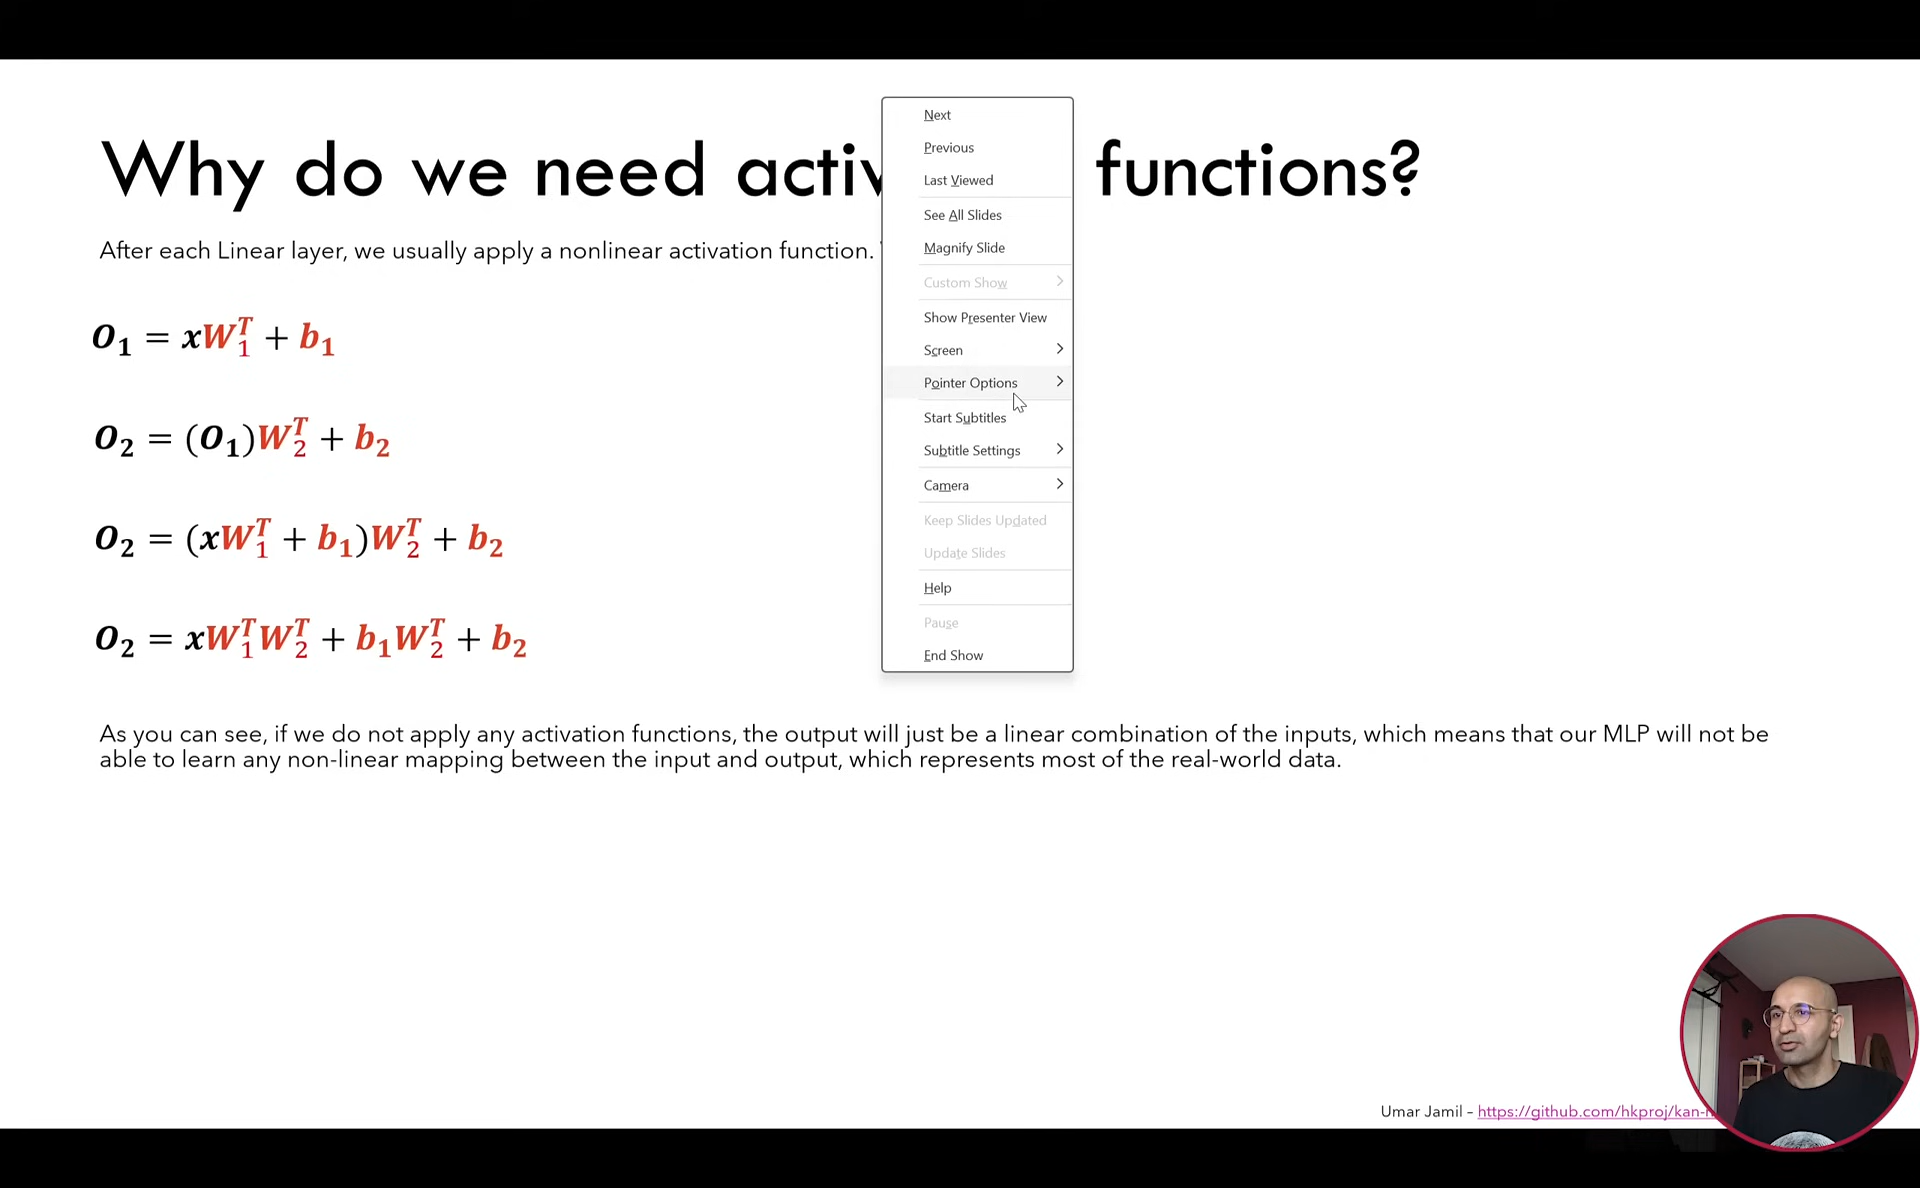 Why do we need activ functions?
After each Linear layer, we usually apply a nonlinear activation function.
O₁ = xW₁ᵀ + b₁
O₂ = (O₁)W₂ᵀ + b₂
O₂ = (xW₁ᵀ + b₁)W₂ᵀ + b₂
O₂ = xW₁ᵀW₂ᵀ + b₁W₂ᵀ + b₂
As you can see, if we do not apply any activation functions, the output will just be a linear combination of the inputs, which means that our MLP will not be
able to learn any non-linear mapping between the input and output, which represents most of the real-world data.
Next
Previous
Last Viewed
See All Slides
Magnify Slide
Custom Show
Show Presenter View
Screen
Pointer Options
Start Subtitles
Subtitle Settings
Camera
Keep Slides Updated
Update Slides
Help
Pause
End Show
Umar Jamil – https://github.com/hkproj/kan-